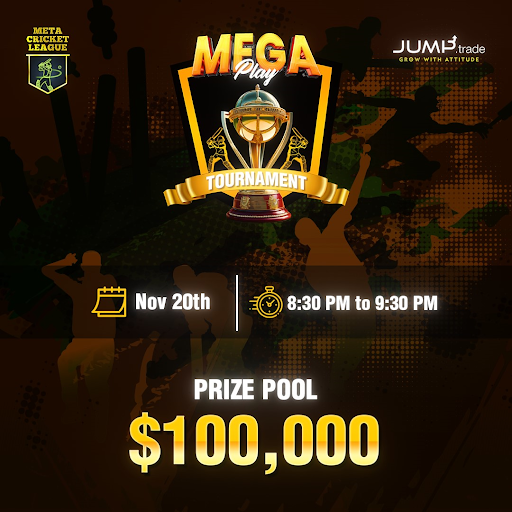 META
CRICKET
LEAGUE
MEGA
Play
TOURNAMENT
JUMP.trade
GROW WITH ATTITUDE
Nov 20th
8:30 PM to 9:30 PM
PRIZE POOL
$100,000